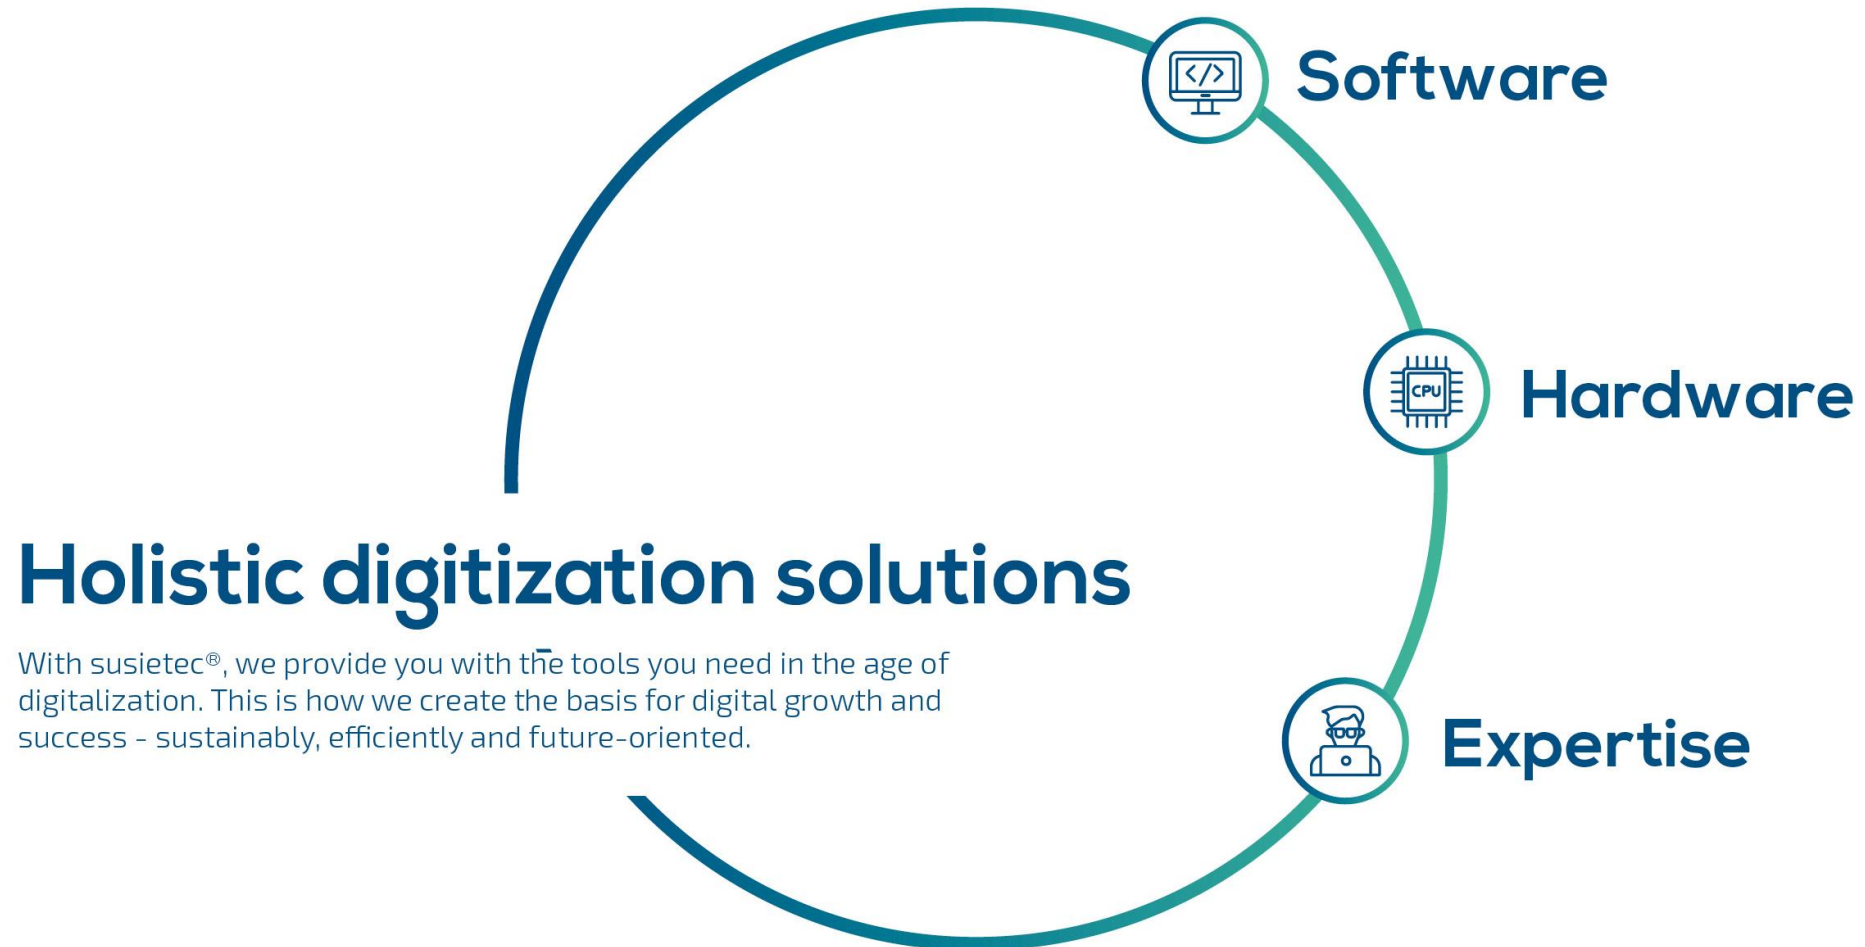 Software
CPU
Hardware
Holistic digitization solutions
With susietec®, we provide you with the tools you need in the age of
digitalization. This is how we create the basis for digital growth and
success - sustainably, efficiently and future-oriented.
Expertise